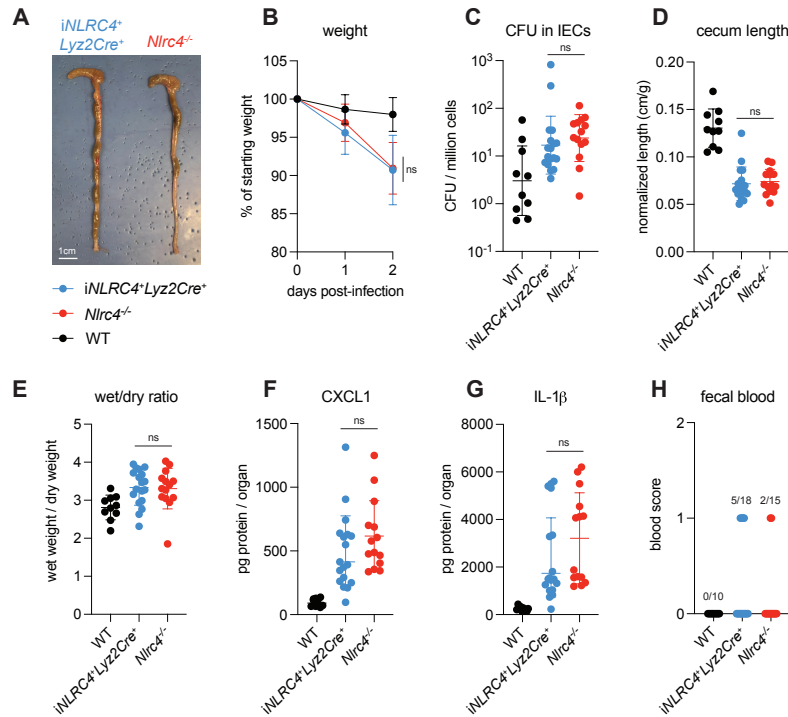 A
iNLRC4⁺
Lyz2Cre⁺
Nlrc4⁻/⁻
1cm
iNLRC4⁺Lyz2Cre⁺
Nlrc4⁻/⁻
WT
B
weight
% of starting weight
100
95
90
85
80
0
1
2
days post-infection
ns
C
CFU in IECs
ns
CFU / million cells
10³
10²
10¹
10⁰
10⁻¹
WT
iNLRC4⁺Lyz2Cre⁺
Nlrc4⁻/⁻
D
cecum length
ns
normalized length (cm/g)
0.20
0.15
0.10
0.05
0.00
WT
iNLRC4⁺Lyz2Cre⁺
Nlrc4⁻/⁻
E
wet/dry ratio
ns
wet weight / dry weight
5
4
3
2
1
0
WT
iNLRC4⁺Lyz2Cre⁺
Nlrc4⁻/⁻
F
CXCL1
ns
pg protein / organ
1500
1000
500
0
WT
iNLRC4⁺Lyz2Cre⁺
Nlrc4⁻/⁻
G
IL-1β
ns
pg protein / organ
8000
6000
4000
2000
0
WT
iNLRC4⁺Lyz2Cre⁺
Nlrc4⁻/⁻
H
fecal blood
blood score
2
1
0
0/10
5/18
2/15
WT
iNLRC4⁺Lyz2Cre⁺
Nlrc4⁻/⁻